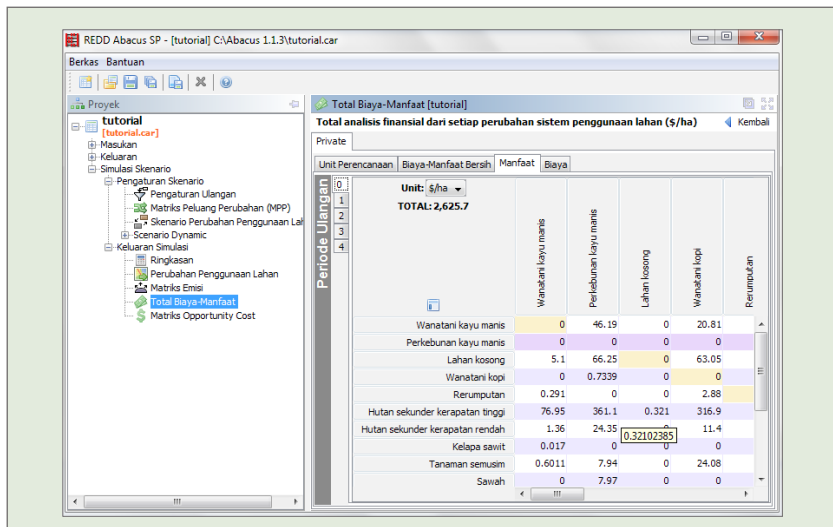 REDD Abacus SP - [tutorial] C:\Abacus 1.1.3\tutorial.car
Berkas Bantuan
Proyek
tutorial
[tutorial.car]
Masukan
Keluaran
Simulasi Skenario
Pengaturan Skenario
Pengaturan Ulangan
Matriks Peluang Perubahan (MPP)
Skenario Perubahan Penggunaan Lah
Scenario Dynamic
Keluaran Simulasi
Ringkasan
Perubahan Penggunaan Lahan
Matriks Emisi
Total Biaya-Manfaat
Matriks Opportunity Cost
Total Biaya-Manfaat [tutorial]
Total analisis finansial dari setiap perubahan sistem penggunaan lahan ($/ha) Kembali
Private
Unit Perencanaan Biaya-Manfaat Bersih Manfaat Biaya
Periode Ulangan
0
1
2
3
4
Unit: $/ha
TOTAL: 2,625.7
Wanatani kayu manis
Perkebunan kayu manis
Lahan kosong
Wanatani kopi
Rerumputan
Wanatani kayu manis 0 46.19 0 20.81
Perkebunan kayu manis 0 0 0 0
Lahan kosong 5.1 66.25 0 63.05
Wanatani kopi 0 0.7339 0 0
Rerumputan 0.291 0 0 2.88
Hutan sekunder kerapatan tinggi 76.95 361.1 0.321 316.9
Hutan sekunder kerapatan rendah 1.36 24.35 0 11.4
0.32102385
Kelapa sawit 0.017 0 0 0
Tanaman semusim 0.6011 7.94 0 24.08
Sawah 0 7.97 0 0